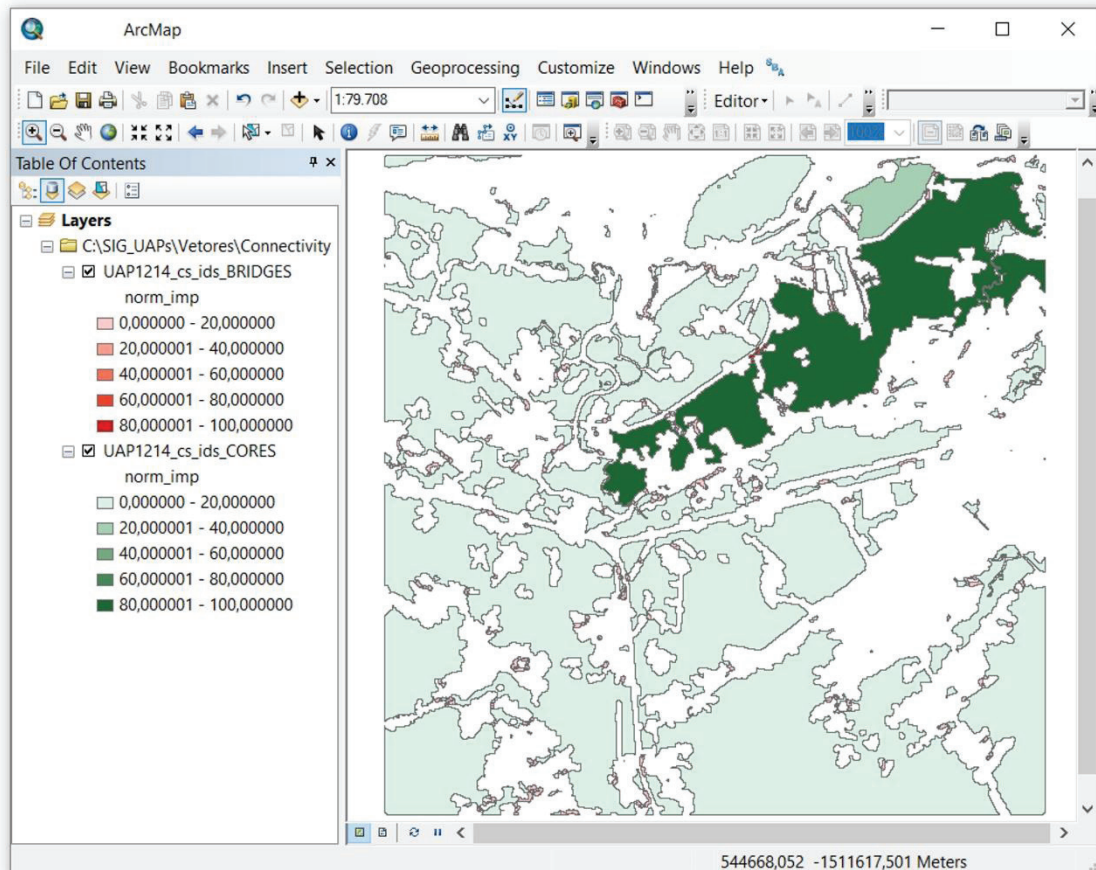 ArcMap
File Edit View Bookmarks Insert Selection Geoprocessing Customize Windows Help
1:79.708 Editor
XY 100%
Table Of Contents
Layers
C:\SIG_UAPs\Vetores\Connectivity
UAP1214_cs_ids_BRIDGES
norm_imp
0,000000 - 20,000000
20,000001 - 40,000000
40,000001 - 60,000000
60,000001 - 80,000000
80,000001 - 100,000000
UAP1214_cs_ids_CORES
norm_imp
0,000000 - 20,000000
20,000001 - 40,000000
40,000001 - 60,000000
60,000001 - 80,000000
80,000001 - 100,000000
544668,052 -1511617,501 Meters